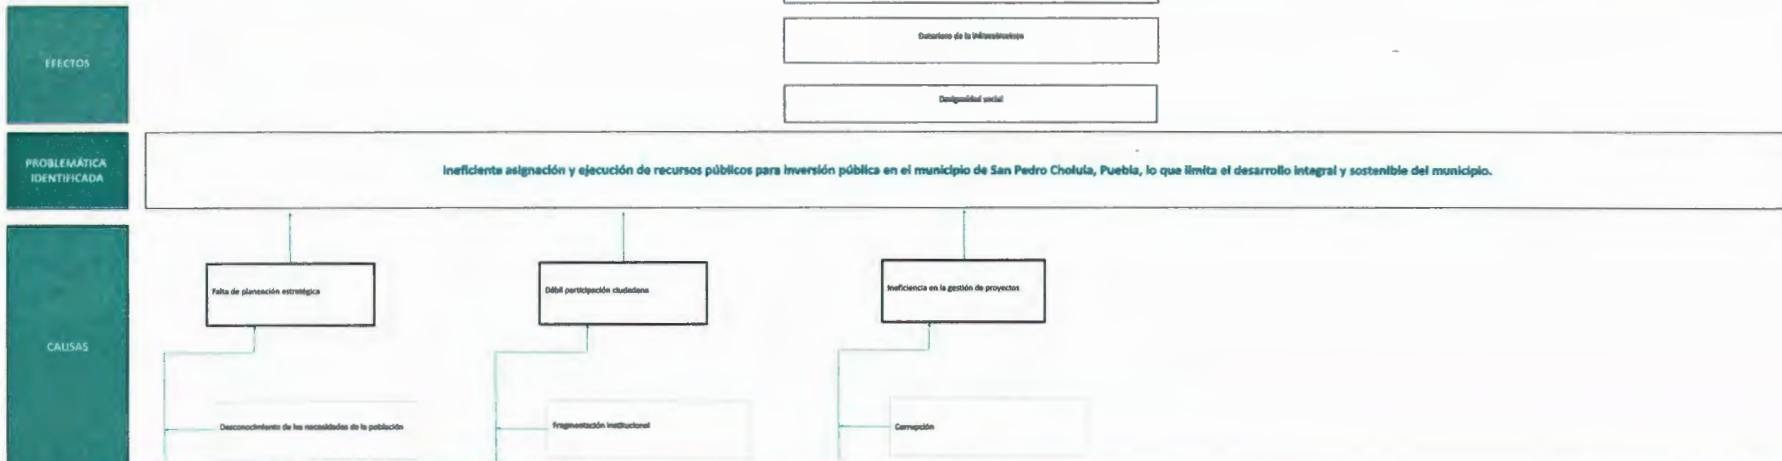 EFECTOS
Deterioro de la infraestructura
Desigualdad social
PROBLEMÁTICA
IDENTIFICADA
Ineficiente asignación y ejecución de recursos públicos para inversión pública en el municipio de San Pedro Cholula, Puebla, lo que limita el desarrollo integral y sostenible del municipio.
CAUSAS
Falta de planeación estratégica
Débil participación ciudadana
Ineficiencia en la gestión de proyectos
Desconocimiento de las necesidades de la población
Fragmentación institucional
Corrupción